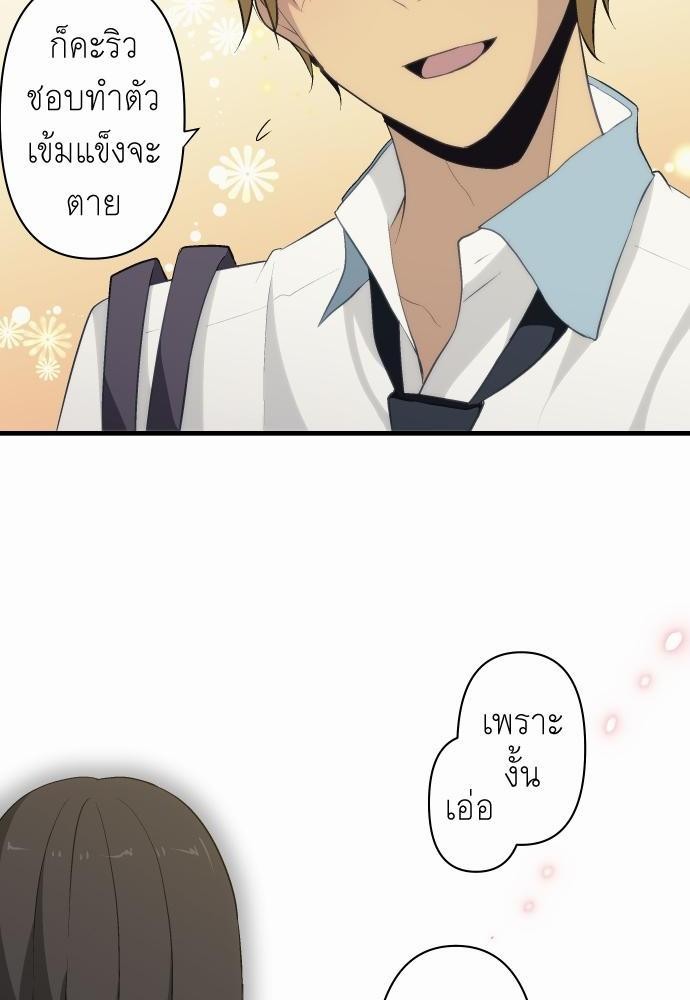 ก็คะริว
ชอบทำตัว
เข้มแข็งจะ
ตาย
เพราะ
งั้น
เอ่อ